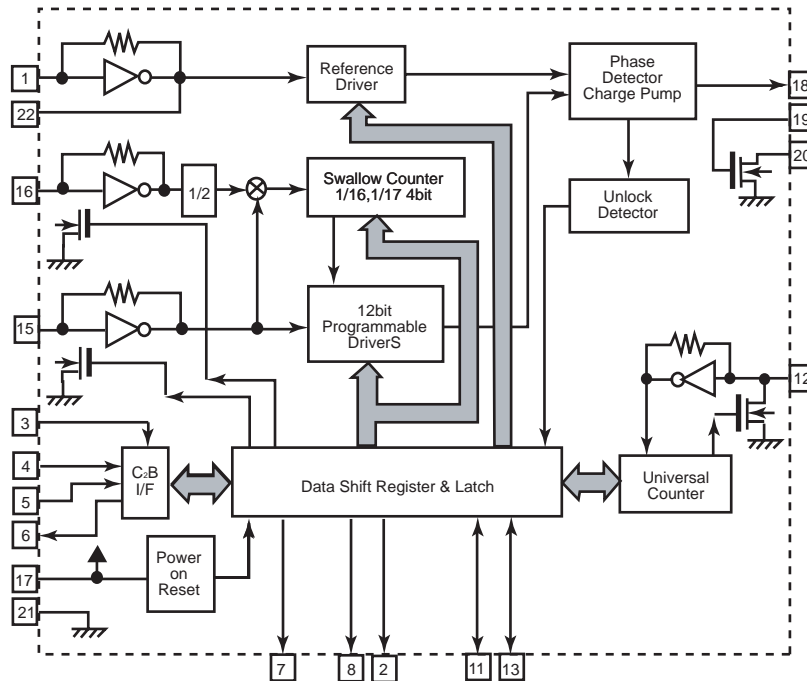 1
22
16
15
3
4
5
6
17
21
Reference
Driver
Phase
Detector
Charge Pump
18
19
20
1/2
Swallow Counter
1/16,1/17 4bit
Unlock
Detector
12bit
Programmable
DriverS
12
C₂B
I/F
Data Shift Register & Latch
Universal
Counter
Power
on
Reset
7
8
2
11
13